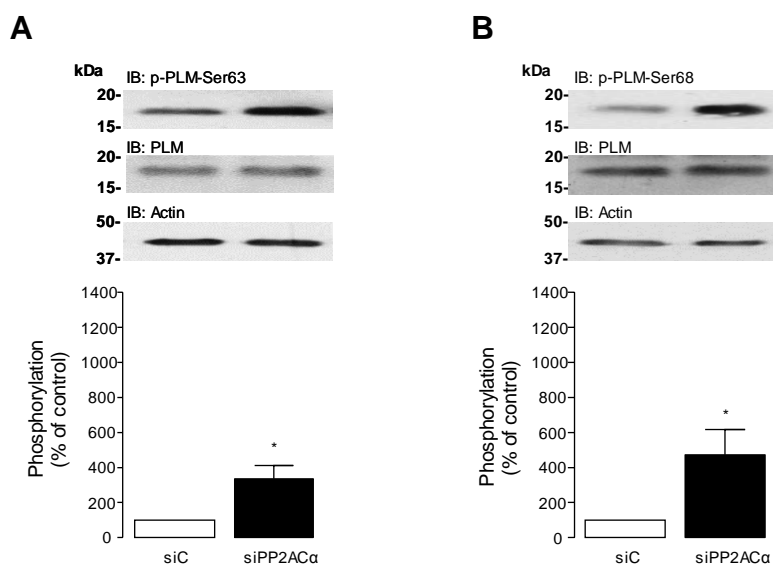 A
kDa
IB: p-PLM-Ser63
20-
15-
IB: PLM
20-
15-
IB: Actin
50-
37-
Phosphorylation
(% of control)
1400
1200
1000
800
600
400
200
0
*
siC
siPP2ACα
B
kDa
IB: p-PLM-Ser68
20-
15-
IB: PLM
20-
15-
IB: Actin
50-
37-
Phosphorylation
(% of control)
1400
1200
1000
800
600
400
200
0
*
siC
siPP2ACα